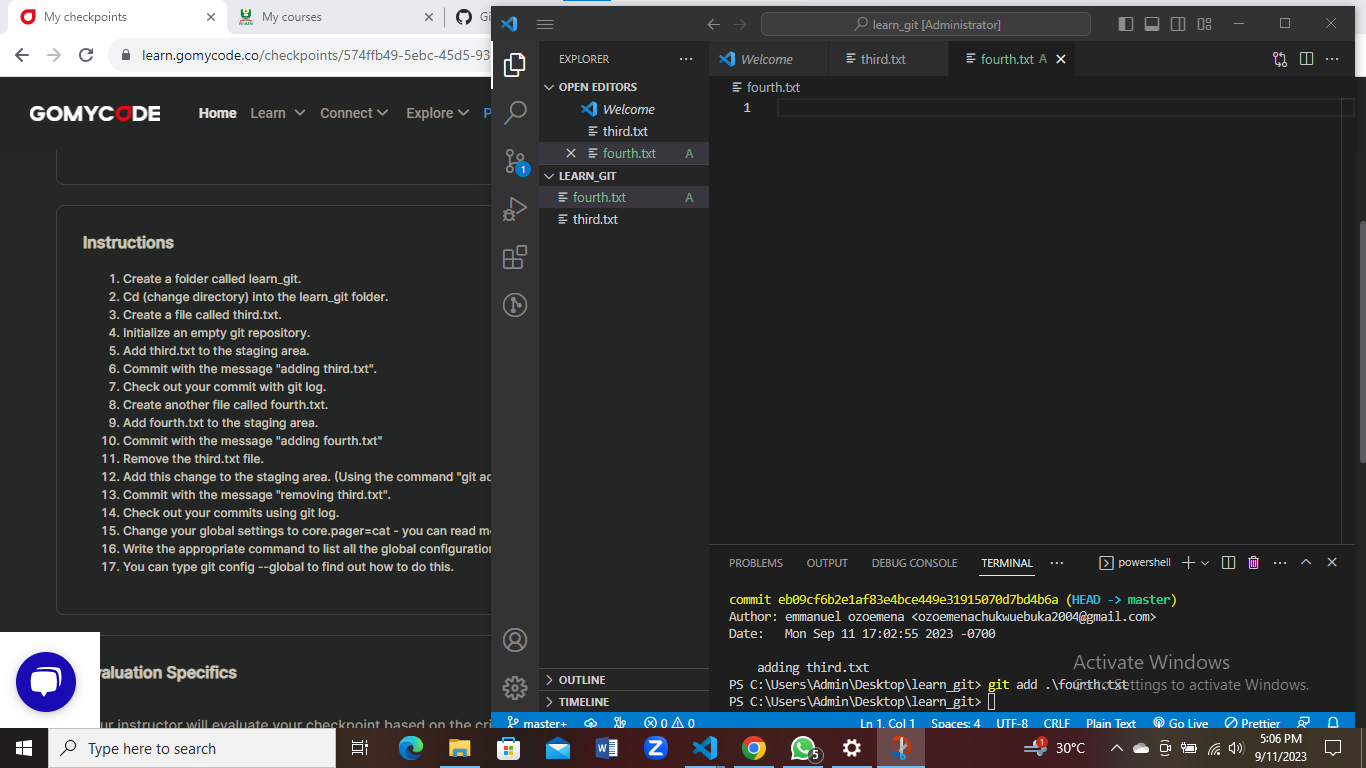 My checkpoints
My courses
learn_git [Administrator]
learn.gomycode.co/checkpoints/574ffb49-5ebc-45d5-93
GOMYCODE
Home Learn Connect Explore P
Instructions
1. Create a folder called learn_git.
2. Cd (change directory) into the learn_git folder.
3. Create a file called third.txt.
4. Initialize an empty git repository.
5. Add third.txt to the staging area.
6. Commit with the message "adding third.txt".
7. Check out your commit with git log.
8. Create another file called fourth.txt.
9. Add fourth.txt to the staging area.
10. Commit with the message "adding fourth.txt"
11. Remove the third.txt file.
12. Add this change to the staging area. (Using the command "git ad
13. Commit with the message "removing third.txt".
14. Check out your commits using git log.
15. Change your global settings to core.pager=cat - you can read m
16. Write the appropriate command to list all the global configuration
17. You can type git config --global to find out how to do this.
valuation Specifics
ur instructor will evaluate your checkpoint based on the cri
EXPLORER
OPEN EDITORS
Welcome
third.txt
fourth.txt A
LEARN_GIT
fourth.txt A
third.txt
OUTLINE
TIMELINE
Welcome third.txt fourth.txt A
fourth.txt
1
PROBLEMS OUTPUT DEBUG CONSOLE TERMINAL powershell
commit eb09cf6b2e1af83e4bce449e31915070d7bd4b6a (HEAD -> master)
Author: emmanuel ozoemena <ozoemenachukwuebuka2004@gmail.com>
Date: Mon Sep 11 17:02:55 2023 -0700
adding third.txt
PS C:\Users\Admin\Desktop\learn_git> git add .\fourth.txt
PS C:\Users\Admin\Desktop\learn_git>
Activate Windows
Go to Settings to activate Windows.
master+ 0 0 Ln 1, Col 1 Spaces: 4 UTF-8 CRLF Plain Text Go Live Prettier
Type here to search
5
1
30°C
5:06 PM
9/11/2023